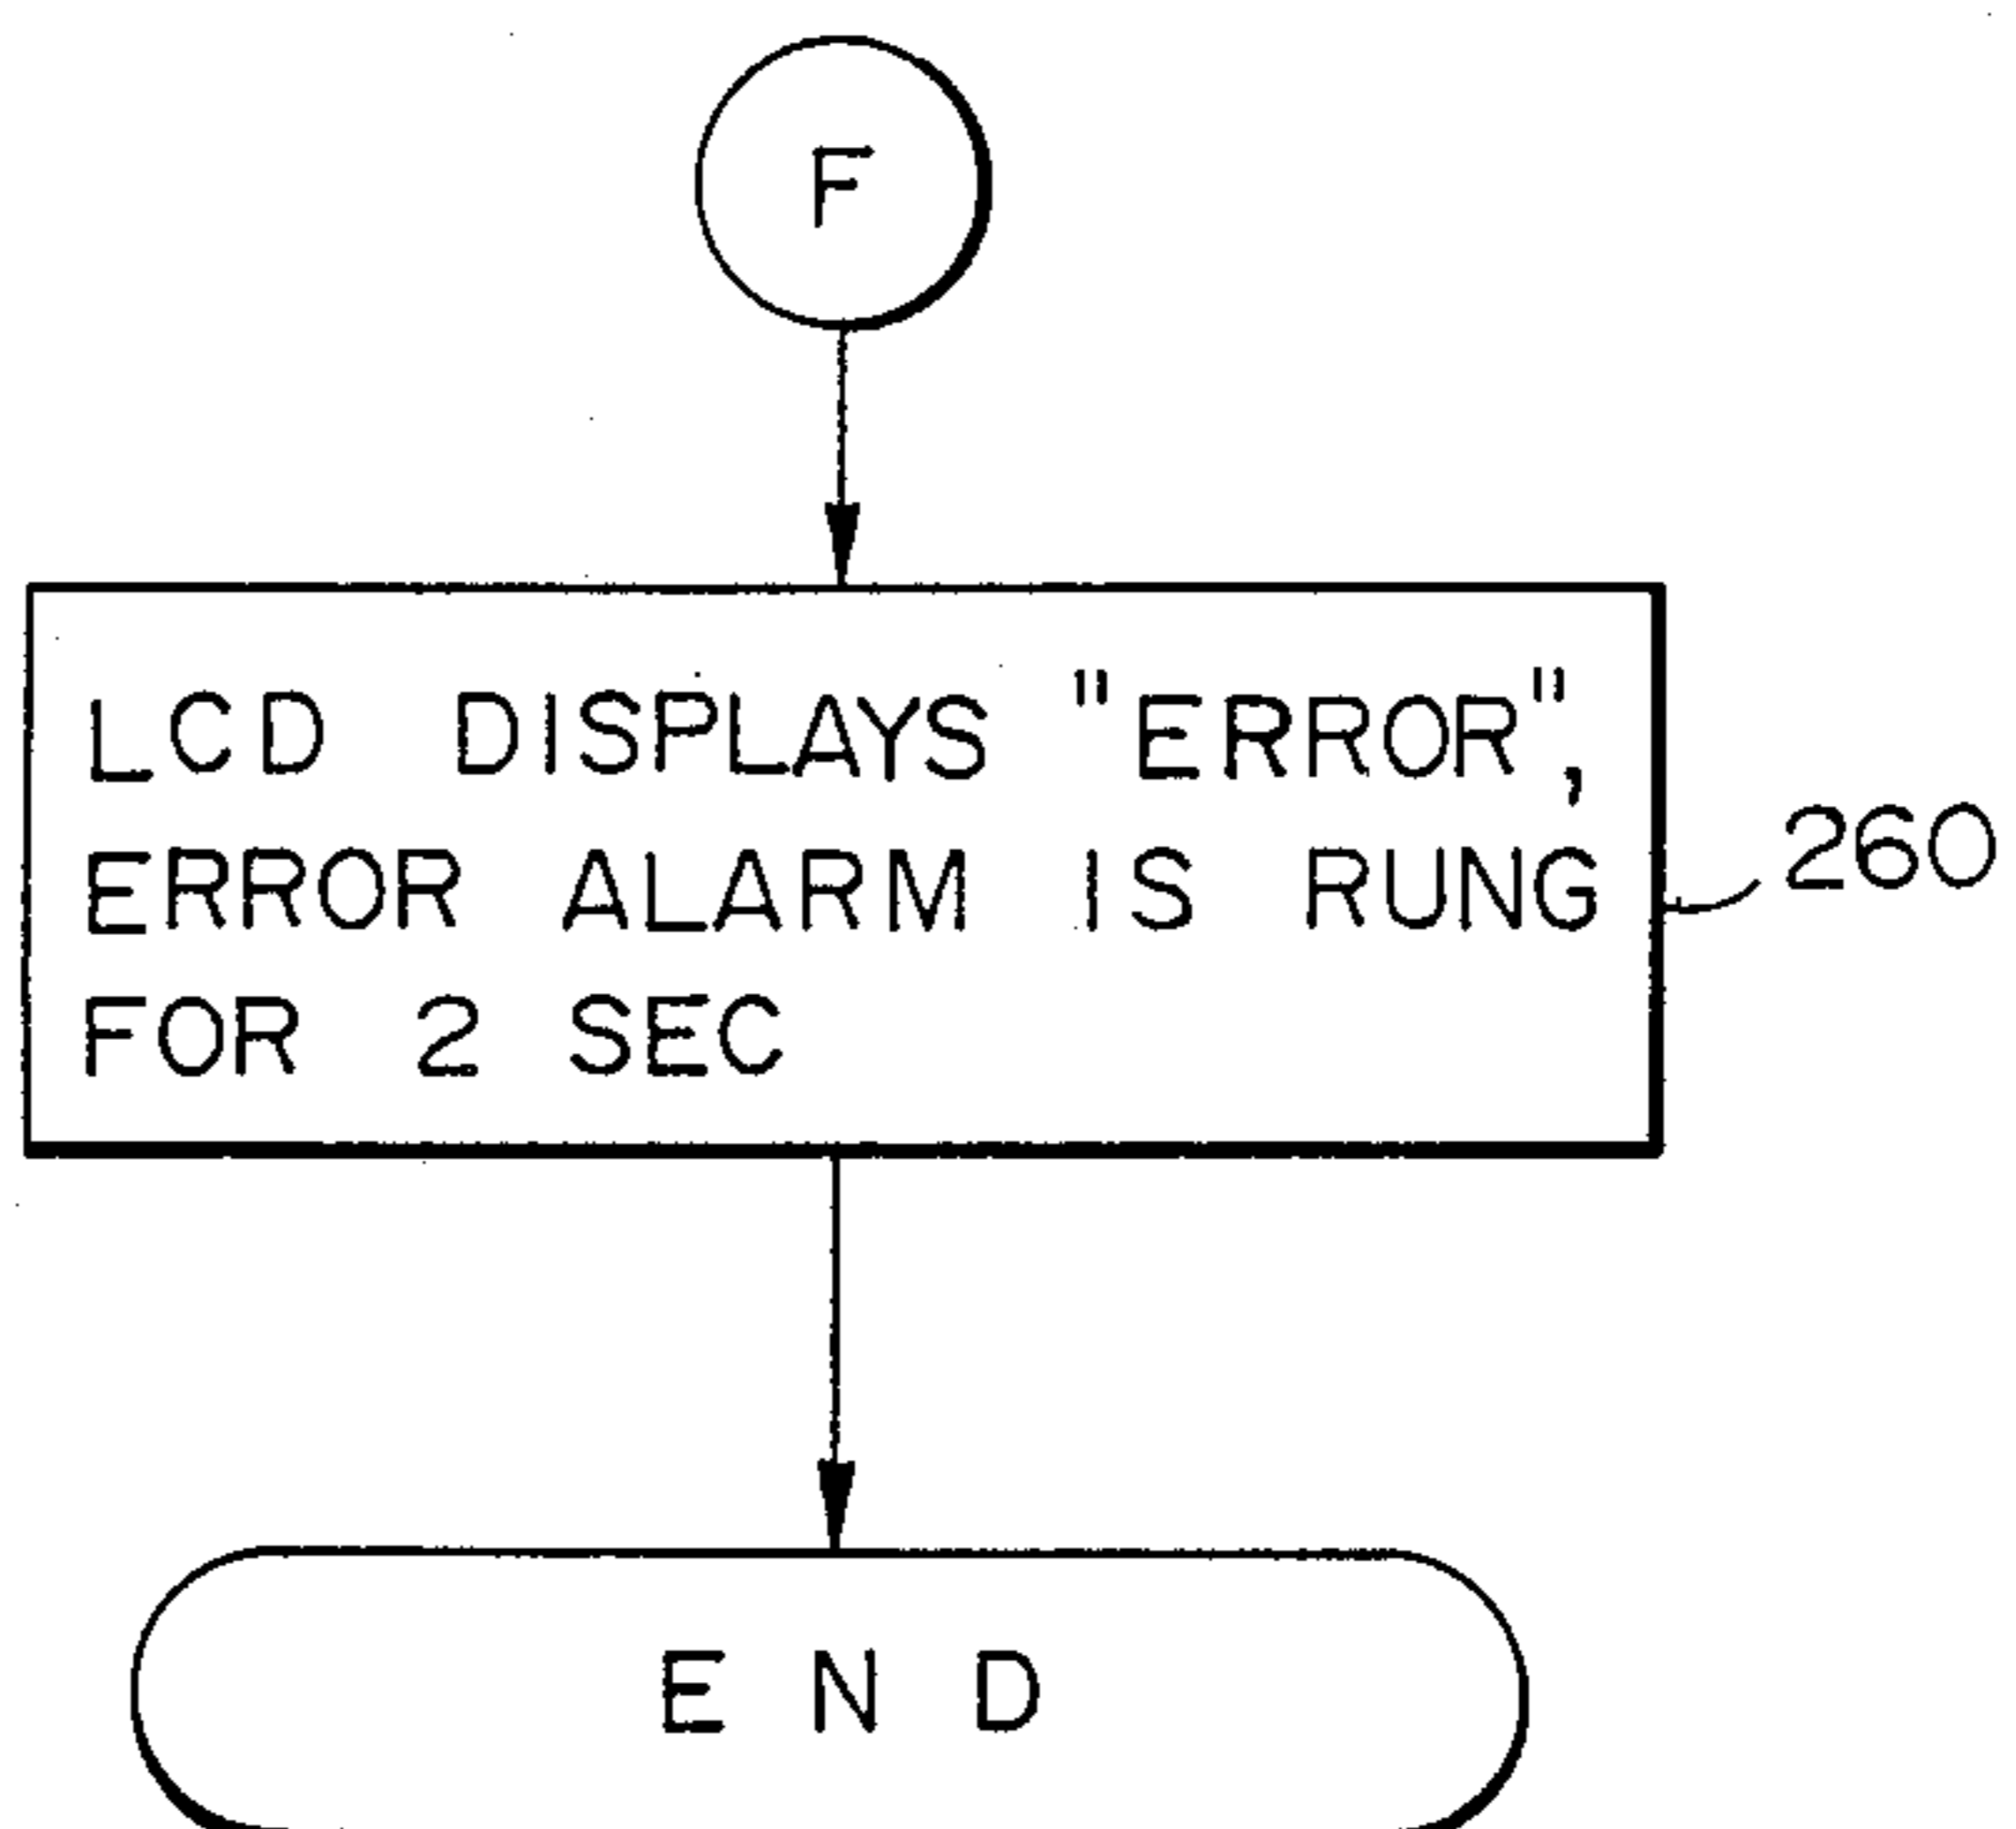 F
LCD DISPLAYS "ERROR",
ERROR ALARM IS RUNG
FOR 2 SEC
260
END